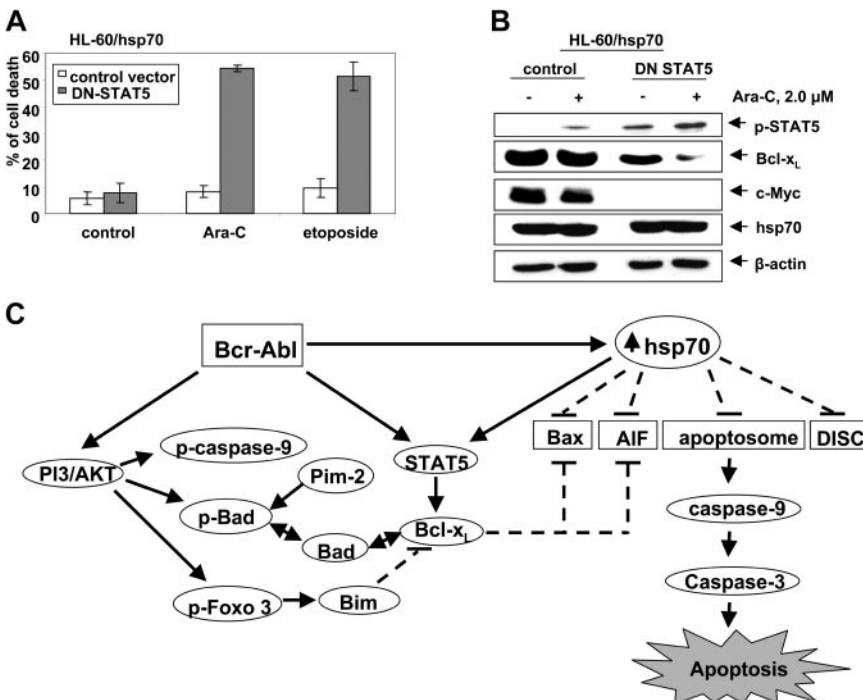 A
HL-60/hsp70
control vector
DN-STAT5
% of cell death
60
50
40
30
20
10
0
control Ara-C etoposide
B
HL-60/hsp70
control DN STAT5
- + - + Ara-C, 2.0 µM
p-STAT5
Bcl-xL
c-Myc
hsp70
β-actin
C
Bcr-Abl
hsp70
Bax AIF apoptosome DISC
p-caspase-9
PI3/AKT
Pim-2
STAT5
p-Bad
Bad
Bcl-xL
caspase-9
p-Foxo 3
Bim
Caspase-3
Apoptosis